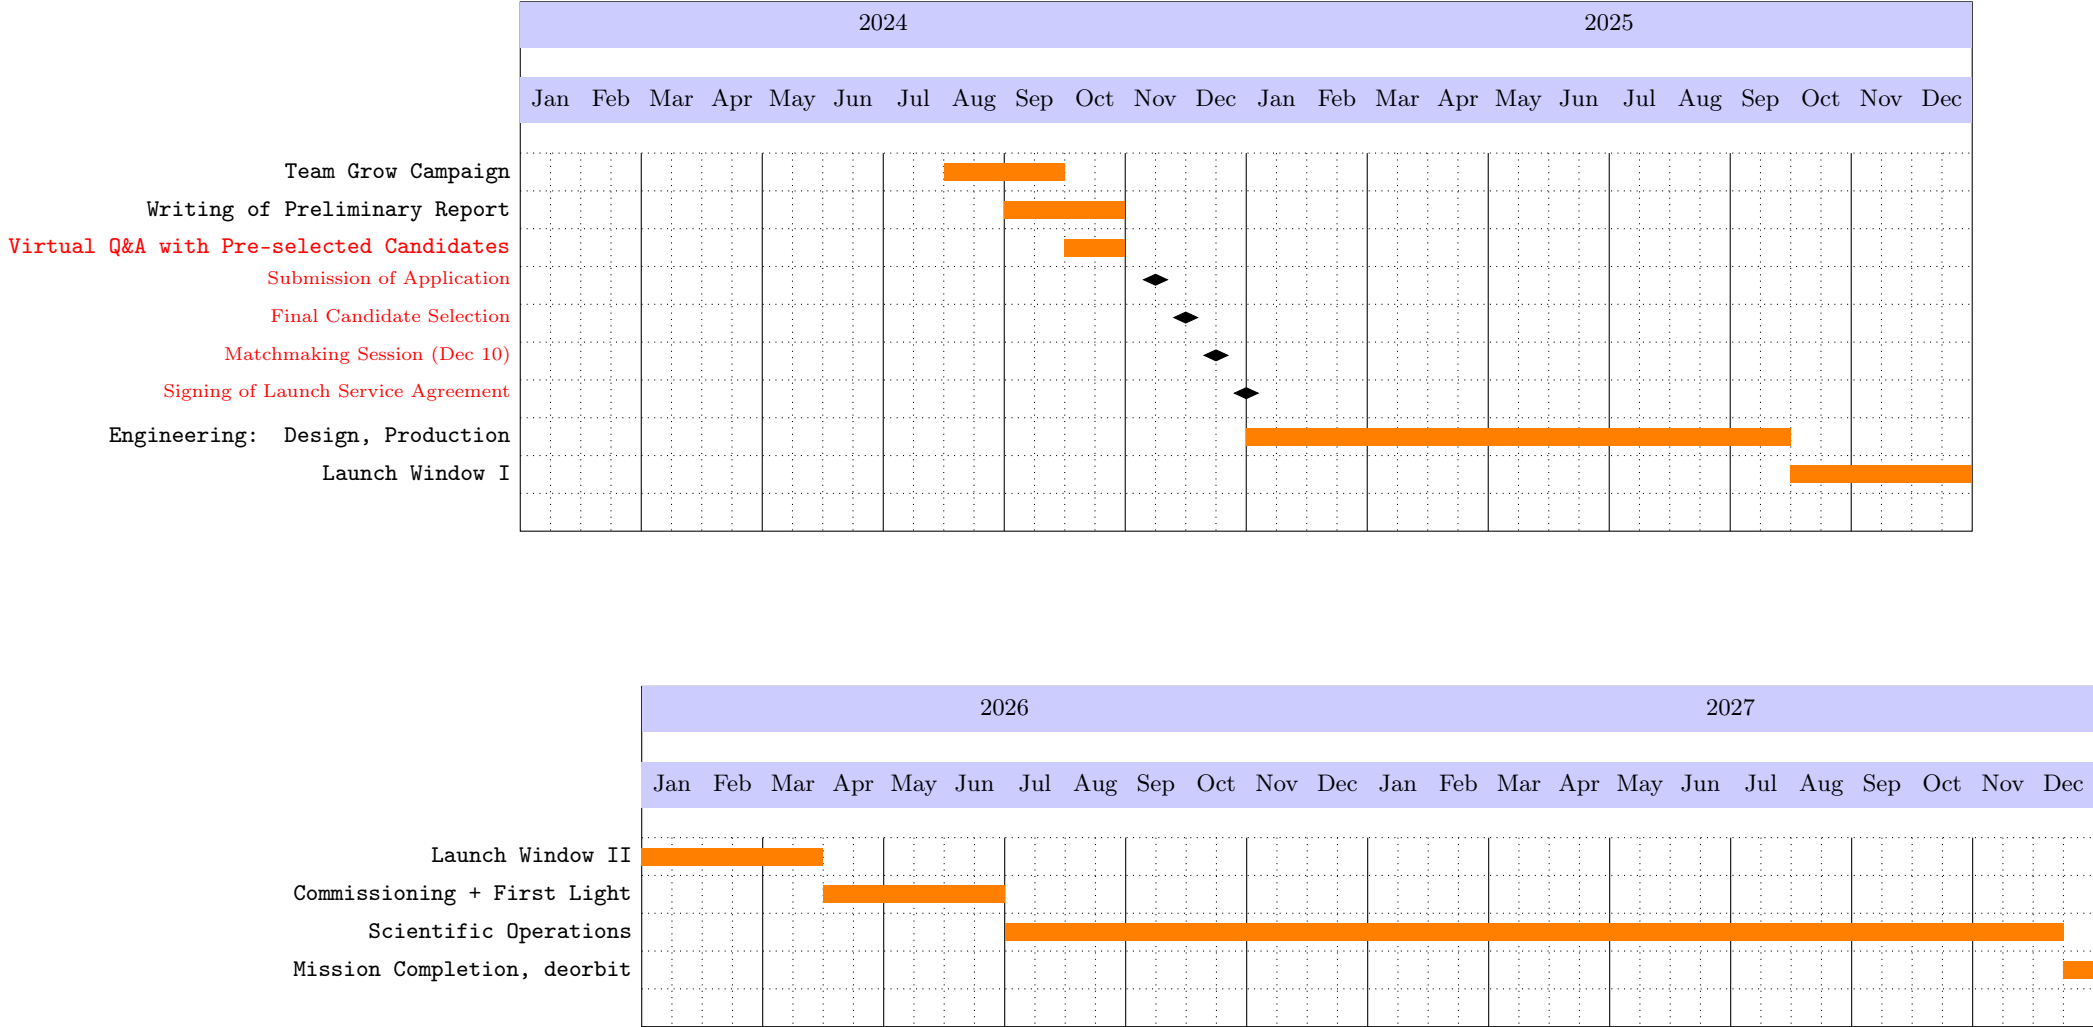 2024 2025
Jan Feb Mar Apr May Jun Jul Aug Sep Oct Nov Dec Jan Feb Mar Apr May Jun Jul Aug Sep Oct Nov Dec
Team Grow Campaign
Writing of Preliminary Report
Virtual Q&A with Pre-selected Candidates
Submission of Application
Final Candidate Selection
Matchmaking Session (Dec 10)
Signing of Launch Service Agreement
Engineering: Design, Production
Launch Window I
2026 2027
Jan Feb Mar Apr May Jun Jul Aug Sep Oct Nov Dec Jan Feb Mar Apr May Jun Jul Aug Sep Oct Nov Dec
Launch Window II
Commissioning + First Light
Scientific Operations
Mission Completion, deorbit